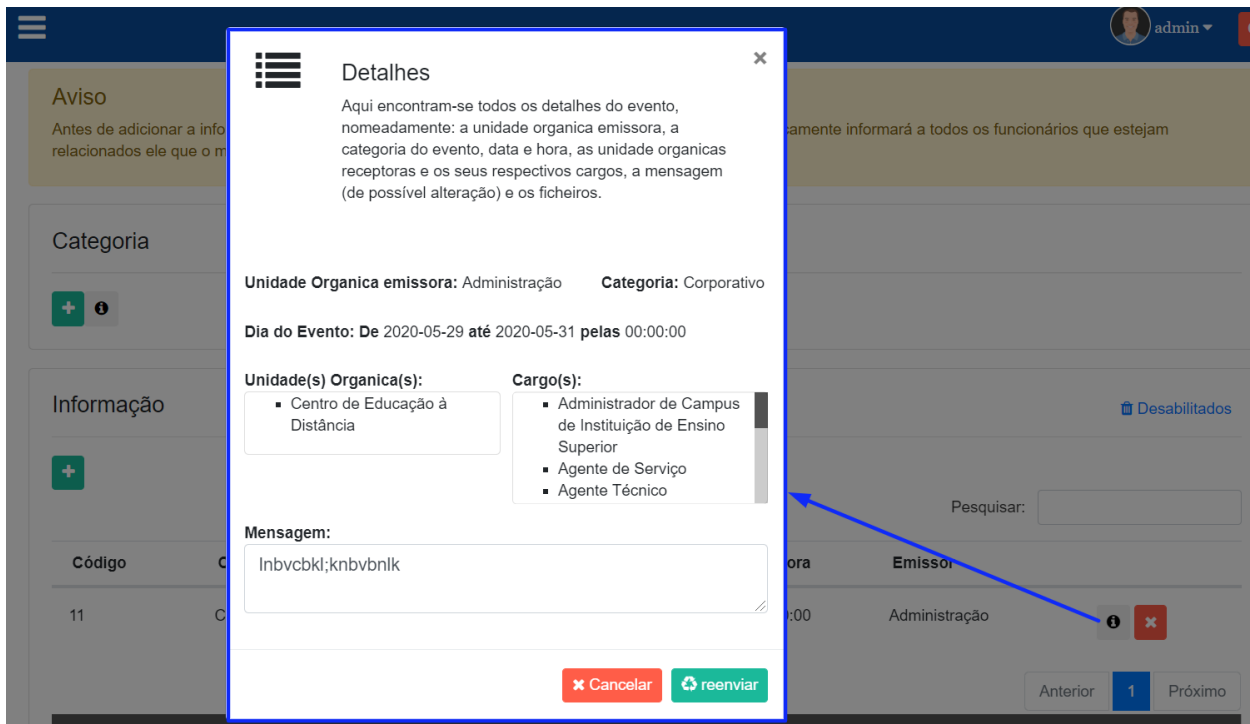 admin
Aviso
Antes de adicionar a info
camente informará a todos os funcionários que estejam
relacionados ele que o m
Detalhes
Aqui encontram-se todos os detalhes do evento,
nomeadamente: a unidade organica emissora, a
categoria do evento, data e hora, as unidade organicas
receptoras e os seus respectivos cargos, a mensagem
(de possível alteração) e os ficheiros.
Categoria
Unidade Organica emissora: Administração Categoria: Corporativo
Dia do Evento: De 2020-05-29 até 2020-05-31 pelas 00:00:00
Unidade(s) Organica(s):
Centro de Educação à
Distância
Cargo(s):
Administrador de Campus
de Instituição de Ensino
Superior
Agente de Serviço
Agente Técnico
Mensagem:
lnbvcbkl;knbvbnlk
Cancelar reenviar
Informação
Desabilitados
Pesquisar:
Código C ora Emissor
11 C :00 Administração
Anterior 1 Próximo